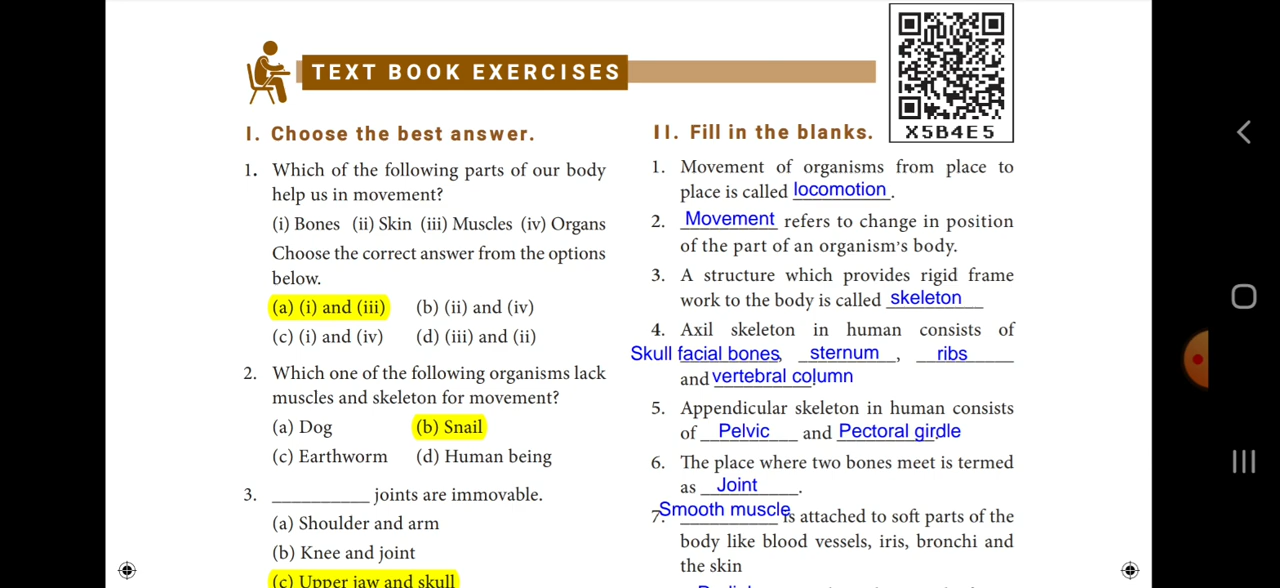 TEXT BOOK EXERCISES
X5B4E5
I. Choose the best answer.
1. Which of the following parts of our body
help us in movement?
(i) Bones (ii) Skin (iii) Muscles (iv) Organs
Choose the correct answer from the options
below.
(a) (i) and (iii) (b) (ii) and (iv)
(c) (i) and (iv) (d) (iii) and (ii)
2. Which one of the following organisms lack
muscles and skeleton for movement?
(a) Dog (b) Snail
(c) Earthworm (d) Human being
3. __________ joints are immovable.
(a) Shoulder and arm
(b) Knee and joint
(c) Upper jaw and skull
II. Fill in the blanks.
1. Movement of organisms from place to
place is called locomotion.
2. Movement refers to change in position
of the part of an organism's body.
3. A structure which provides rigid frame
work to the body is called skeleton
4. Axil skeleton in human consists of
Skull facial bones, sternum, ribs
and vertebral column.
5. Appendicular skeleton in human consists
of Pelvic and Pectoral girdle.
6. The place where two bones meet is termed
as Joint.
7. Smooth muscle is attached to soft parts of the
body like blood vessels, iris, bronchi and
the skin